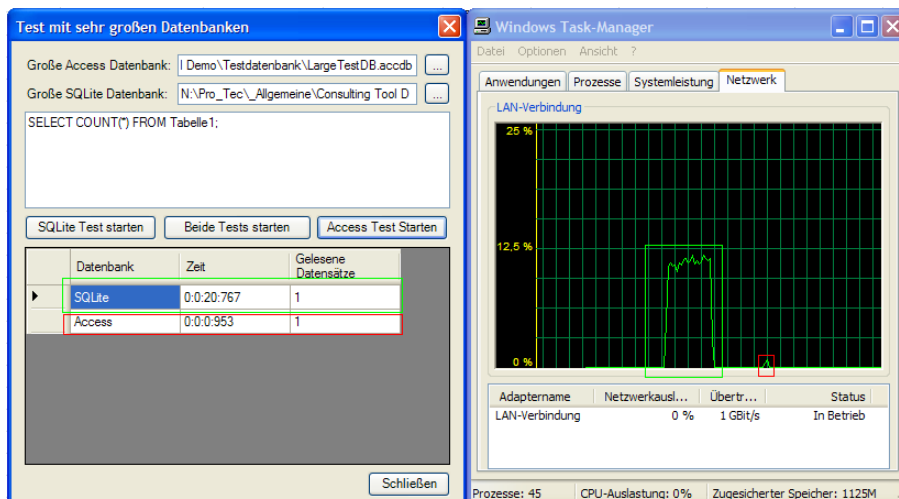 Test mit sehr großen Datenbanken
Große Access Datenbank: l Demo\Testdatenbank\LargeTestDB.accdb ...
Große SQLite Datenbank: N:\Pro_Tec\_Allgemeine\Consulting Tool D ...
SELECT COUNT(*) FROM Tabelle1;
SQLite Test starten Beide Tests starten Access Test Starten
Datenbank Zeit Gelesene Datensätze
SQLite 0:0:20:767 1
Access 0:0:0:953 1
Schließen
Windows Task-Manager
Datei Optionen Ansicht ?
Anwendungen Prozesse Systemleistung Netzwerk
LAN-Verbindung
25 %
12,5 %
0 %
Adaptername Netzwerkausl... Übertr... Status
LAN-Verbindung 0 % 1 GBit/s In Betrieb
Prozesse: 45 CPU-Auslastung: 0% Zugesicherter Speicher: 1125M